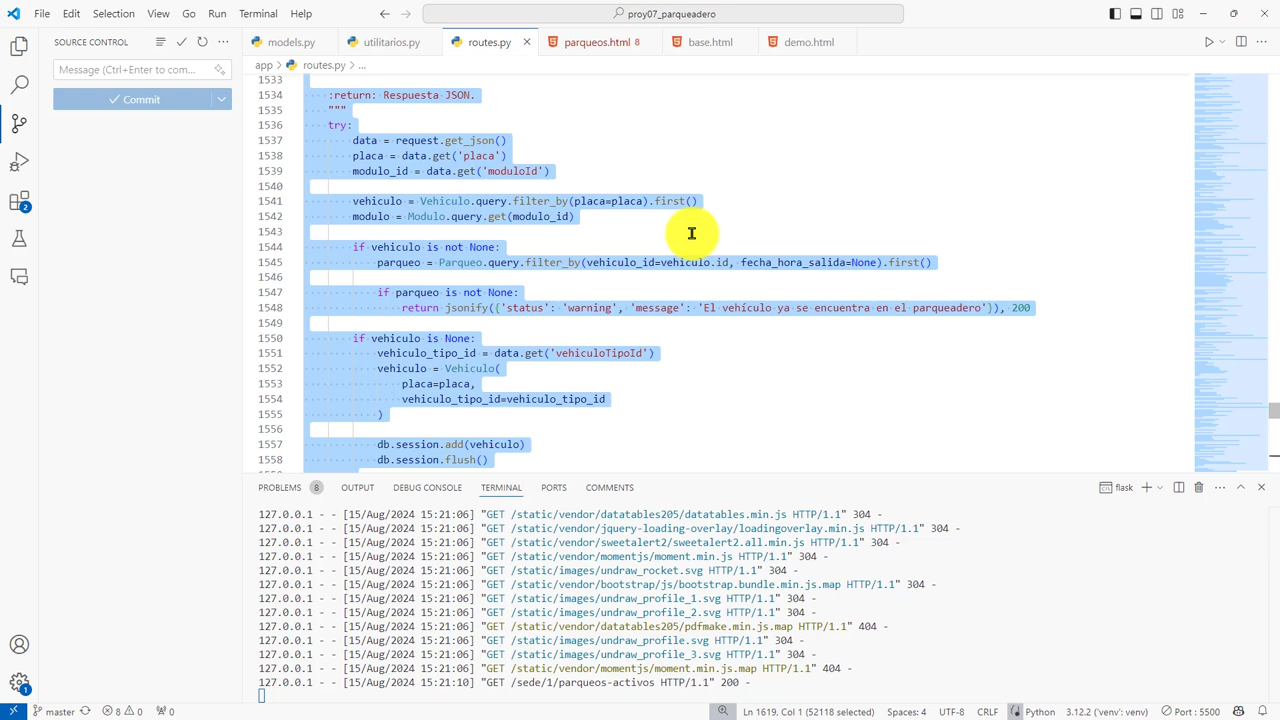 File Edit Selection View Go Run Terminal Help
proy07_parqueadero
SOURCE CONTROL
models.py utilitarios.py routes.py parqueos.html 8 base.html demo.html
Message (Ctrl+Enter to com...
app > routes.py > ...
Commit
1533
1534 :return: Respuesta JSON.
1535 """
1536 try:
1537 data = request.get_json()
1538 placa = data.get('placa')
1539
1540
1541 vehiculo = Vehiculo.query.filter_by(placa=placa).first()
1542 modulo = Modulo.query.get(modulo_id)
1543
1544 if vehiculo is not None:
1545 parqueo = Parqueo.query.filter_by(vehiculo_id=vehiculo.id, fecha_hora_salida=None).first()
1546
1547 if parqueo is not None:
1548 return jsonify({'status': 'warning', 'message': 'El vehículo ya se encuentra en el parqueadero'}), 200
1549
1550 if vehiculo is None:
1551 vehiculo_tipo_id = data.get('vehiculoTipoId')
1552 vehiculo = Vehiculo(
1553 placa=placa,
1554 vehiculo_tipo_id=vehiculo_tipo_id
1555 )
1556
1557 db.session.add(vehiculo)
1558 db.session.flush()
PROBLEMS 8 OUTPUT DEBUG CONSOLE TERMINAL PORTS COMMENTS
flask
127.0.0.1 - - [15/Aug/2024 15:21:06] "GET /static/vendor/datatables205/datatables.min.js HTTP/1.1" 304 -
127.0.0.1 - - [15/Aug/2024 15:21:06] "GET /static/vendor/jquery-loading-overlay/loadingoverlay.min.js HTTP/1.1" 304 -
127.0.0.1 - - [15/Aug/2024 15:21:06] "GET /static/vendor/sweetalert2/sweetalert2.all.min.js HTTP/1.1" 304 -
127.0.0.1 - - [15/Aug/2024 15:21:06] "GET /static/vendor/momentjs/moment.min.js HTTP/1.1" 304 -
127.0.0.1 - - [15/Aug/2024 15:21:06] "GET /static/images/undraw_rocket.svg HTTP/1.1" 304 -
127.0.0.1 - - [15/Aug/2024 15:21:06] "GET /static/vendor/bootstrap/js/bootstrap.bundle.min.js.map HTTP/1.1" 304 -
127.0.0.1 - - [15/Aug/2024 15:21:06] "GET /static/images/undraw_profile_1.svg HTTP/1.1" 304 -
127.0.0.1 - - [15/Aug/2024 15:21:06] "GET /static/images/undraw_profile_2.svg HTTP/1.1" 304 -
127.0.0.1 - - [15/Aug/2024 15:21:06] "GET /static/vendor/datatables205/pdfmake.min.js.map HTTP/1.1" 404 -
127.0.0.1 - - [15/Aug/2024 15:21:06] "GET /static/images/undraw_profile.svg HTTP/1.1" 304 -
127.0.0.1 - - [15/Aug/2024 15:21:06] "GET /static/images/undraw_profile_3.svg HTTP/1.1" 304 -
127.0.0.1 - - [15/Aug/2024 15:21:06] "GET /static/vendor/momentjs/moment.min.js.map HTTP/1.1" 404 -
127.0.0.1 - - [15/Aug/2024 15:21:10] "GET /sede/1/parqueos-activos HTTP/1.1" 200 -
master 8 0 0 Ln 1619, Col 1 (52118 selected) Spaces: 4 UTF-8 CRLF Python 3.12.2 ('venv': venv) Port : 5500